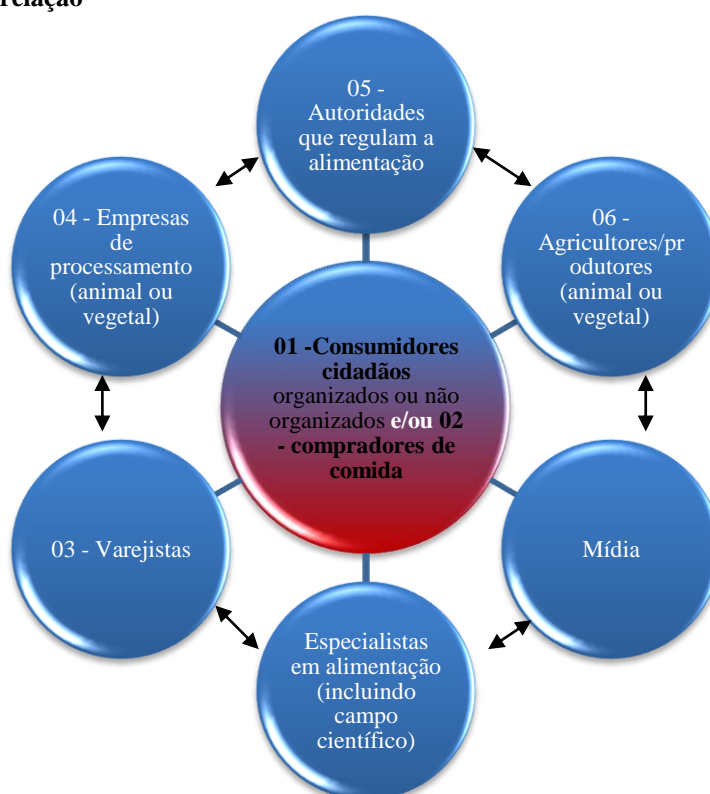 relação
05 -
Autoridades
que regulam a
alimentação
04 - Empresas
de
processamento
(animal ou
vegetal)
06 -
Agricultores/pr
odutores
(animal ou
vegetal)
01 -Consumidores
cidadãos
organizados ou não
organizados e/ou 02
- compradores de
comida
03 - Varejistas
Mídia
Especialistas
em alimentação
(incluindo
campo
científico)